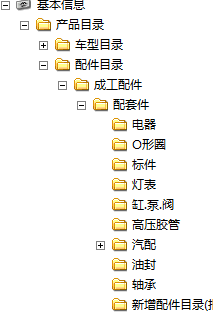 基本信息
产品目录
车型目录
配件目录
成工配件
配套件
电器
O形圈
标件
灯表
缸.泵.阀
高压胶管
汽配
油封
轴承
新增配件目录(